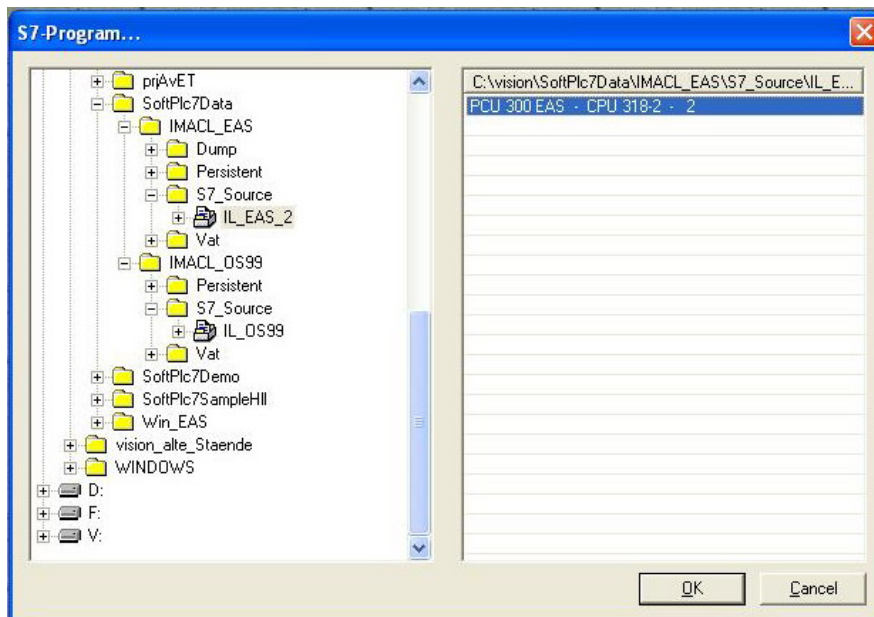 S7-Program...
prjAvET
SoftPlc7Data
IMACL_EAS
Dump
Persistent
S7_Source
IL_EAS_2
Vat
IMACL_OS99
Persistent
S7_Source
IL_OS99
Vat
SoftPlc7Demo
SoftPlc7SampleHll
Win_EAS
vision_alte_Staende
WINDOWS
D:
F:
V:
C:\vision\SoftPlc7Data\IMACL_EAS\S7_Source\IL_E...
PCU 300 EAS - CPU 318-2 - 2
OK
Cancel